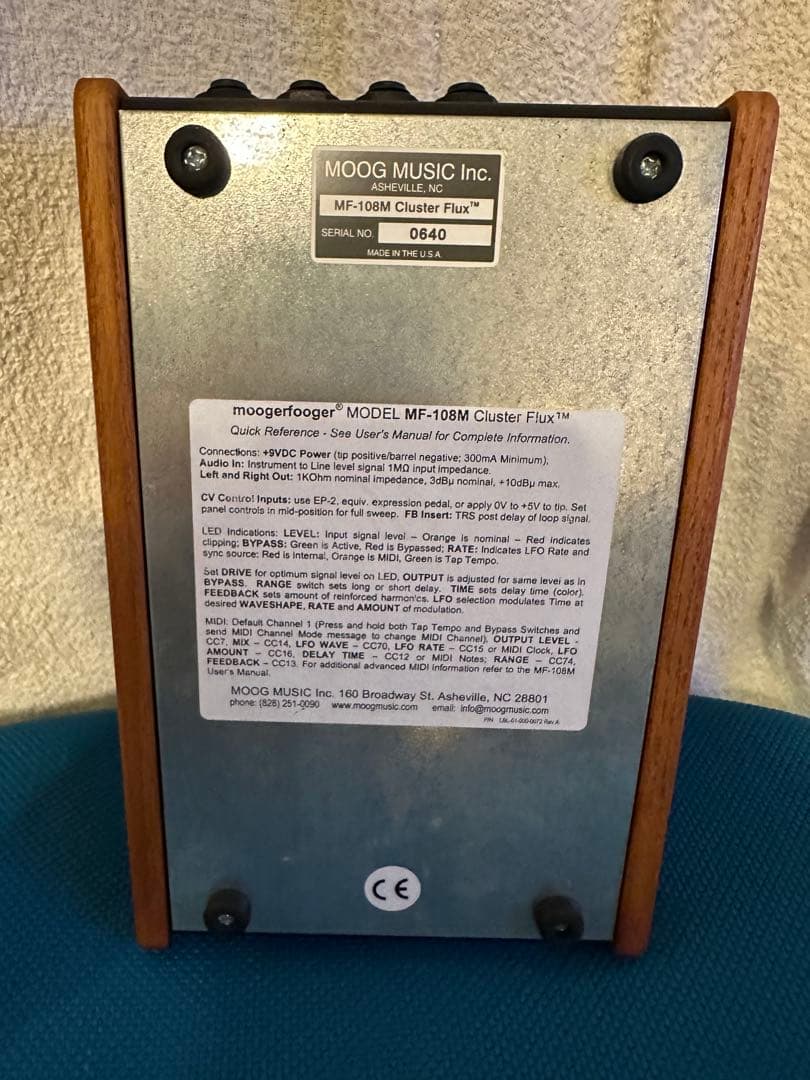 MOOG MUSIC Inc.
ASHEVILLE, NC
MF-108M Cluster Flux™
SERIAL NO. 0640
MADE IN THE U.S.A.
moogerfooger® MODEL MF-108M Cluster Flux™
Quick Reference - See User's Manual for Complete Information.
Connections: +9VDC Power (tip positive/barrel negative; 300mA Minimum),
Audio In: Instrument to Line level signal 1MΩ input impedance.
Left and Right Out: 1KOhm nominal impedance, 3dBµ nominal, +10dBµ max.
CV Control Inputs: use EP-2, equiv. expression pedal, or apply 0V to +5V to tip. Set
panel controls in mid-position for full sweep. FB Insert: TRS post delay of loop signal.
LED Indications: LEVEL: Input signal level – Orange is nominal – Red indicates
clipping; BYPASS: Green is Active, Red is Bypassed; RATE: Indicates LFO Rate and
sync source: Red is Internal, Orange is MIDI, Green is Tap Tempo.
Set DRIVE for optimum signal level on LED, OUTPUT is adjusted for same level as in
BYPASS. RANGE switch sets long or short delay. TIME sets delay time (color).
FEEDBACK sets amount of reinforced harmonics. LFO selection modulates Time at
desired WAVESHAPE, RATE and AMOUNT of modulation.
MIDI: Default Channel 1 (Press and hold both Tap Tempo and Bypass Switches and
send MIDI Channel Mode message to change MIDI Channel), OUTPUT LEVEL -
CC7, MIX – CC14, LFO WAVE – CC70, LFO RATE – CC15 or MIDI Clock, LFO
AMOUNT – CC16, DELAY TIME – CC12 or MIDI Notes; RANGE – CC74,
FEEDBACK – CC13. For additional advanced MIDI information refer to the MF-108M
User's Manual.
MOOG MUSIC Inc. 160 Broadway St. Asheville, NC 28801
phone: (828) 251-0090 www.moogmusic.com email: info@moogmusic.com
P/N LBL-01-000-0072 Rev A
CE